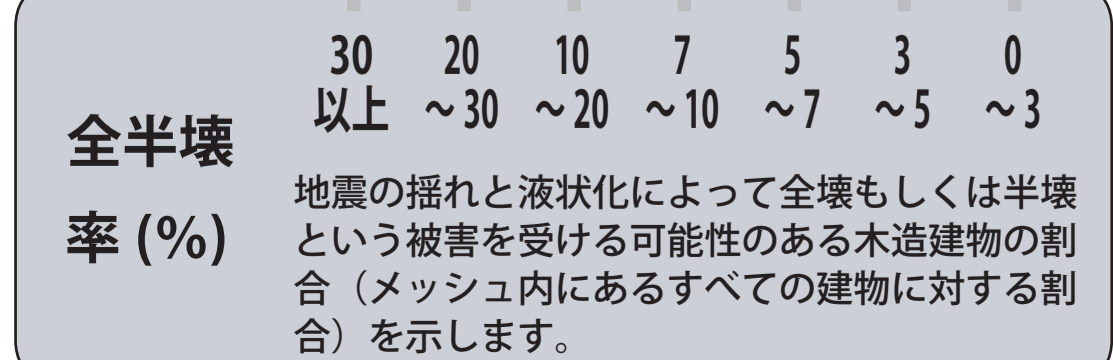 30 20 10 7 5 3 0
以上 ～30 ～20 ～10 ～7 ～5 ～3
全半壊
率(%)
地震の揺れと液状化によって全壊もしくは半壊
という被害を受ける可能性のある木造建物の割
合（メッシュ内にあるすべての建物に対する割
合）を示します。